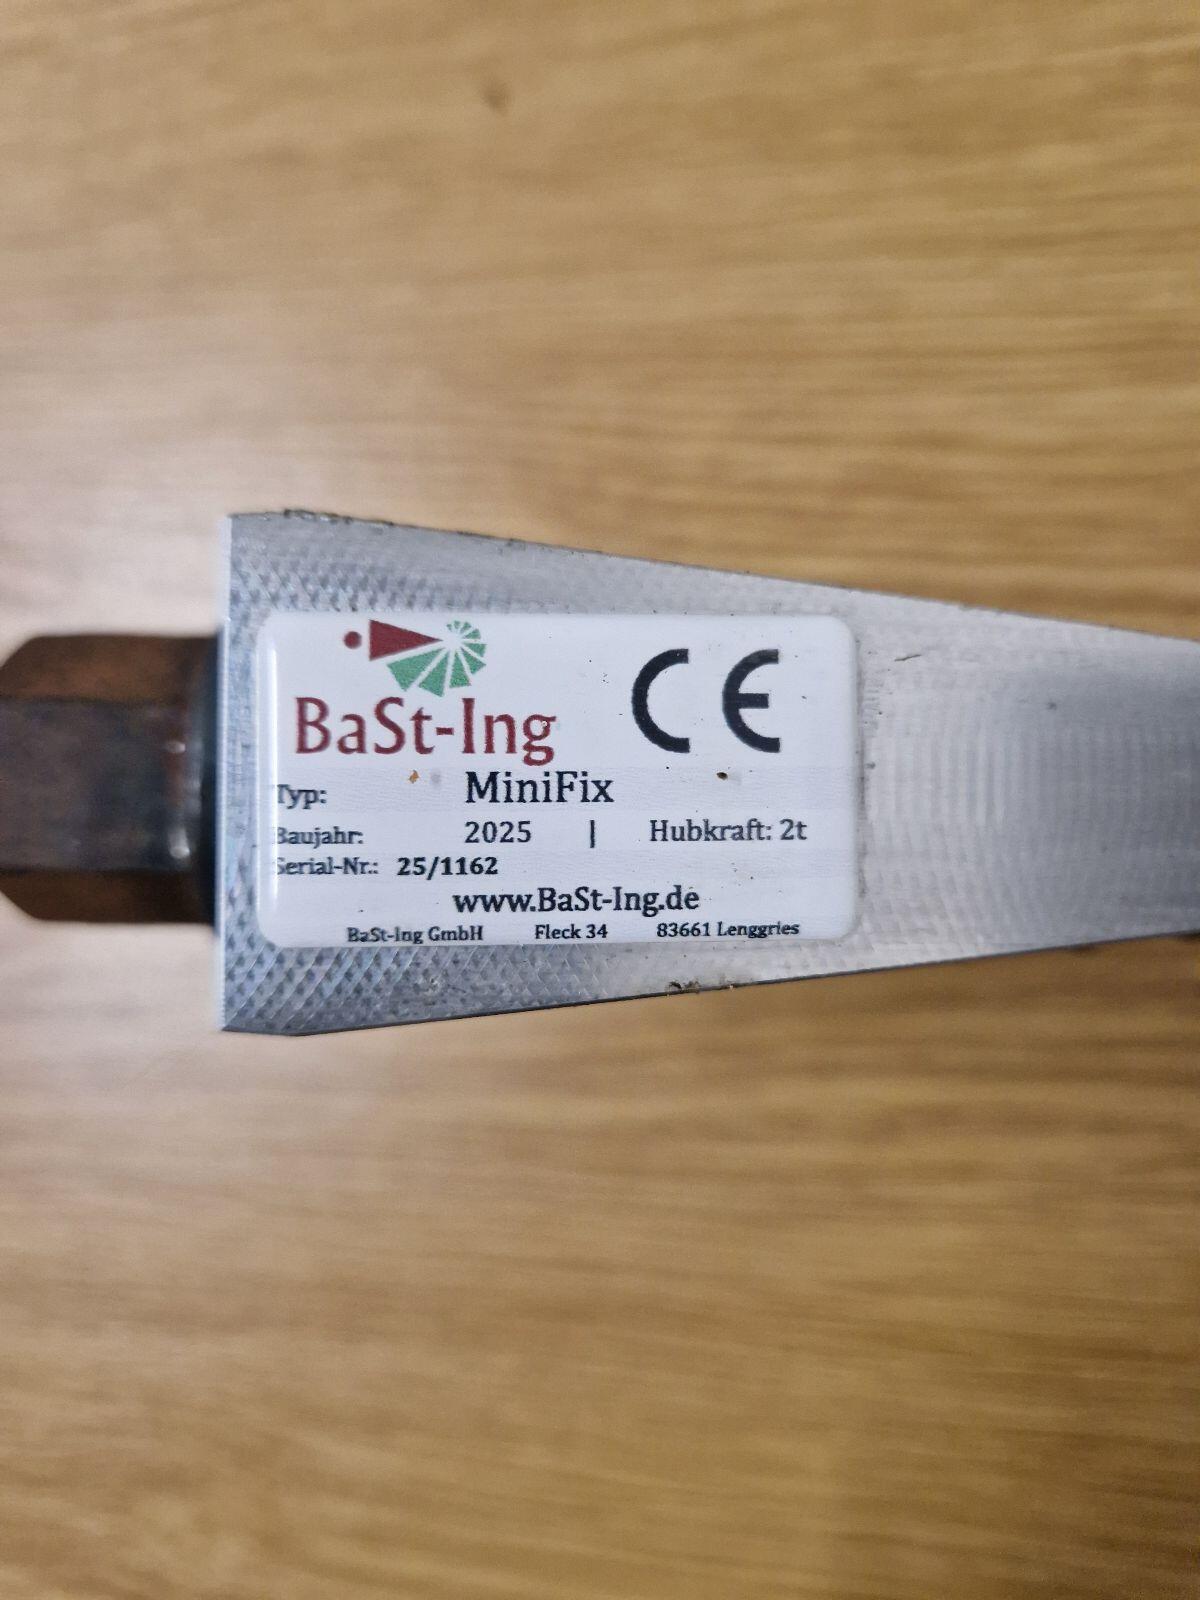 BaSt-Ing
CE
Typ: MiniFix
Baujahr: 2025 | Hubkraft: 2t
Serial-Nr.: 25/1162
www.BaSt-Ing.de
BaSt-Ing GmbH Fleck 34 83661 Lenggries